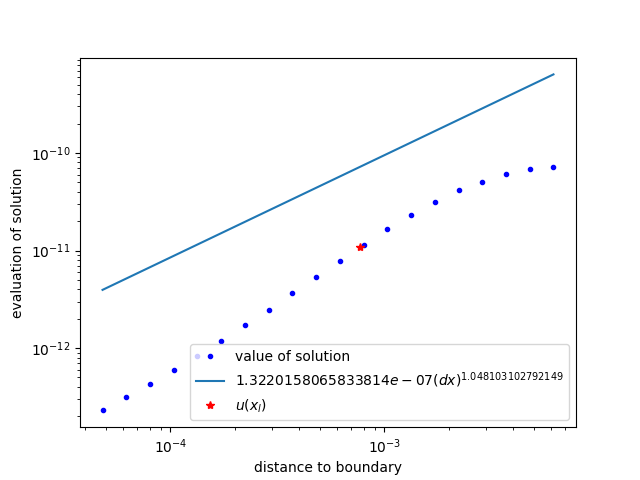 10⁻¹⁰
10⁻¹¹
10⁻¹²
evaluation of solution
value of solution
1.3220158065833814e − 07(dx)^1.048103102792149
u(x_l)
10⁻⁴ 10⁻³
distance to boundary